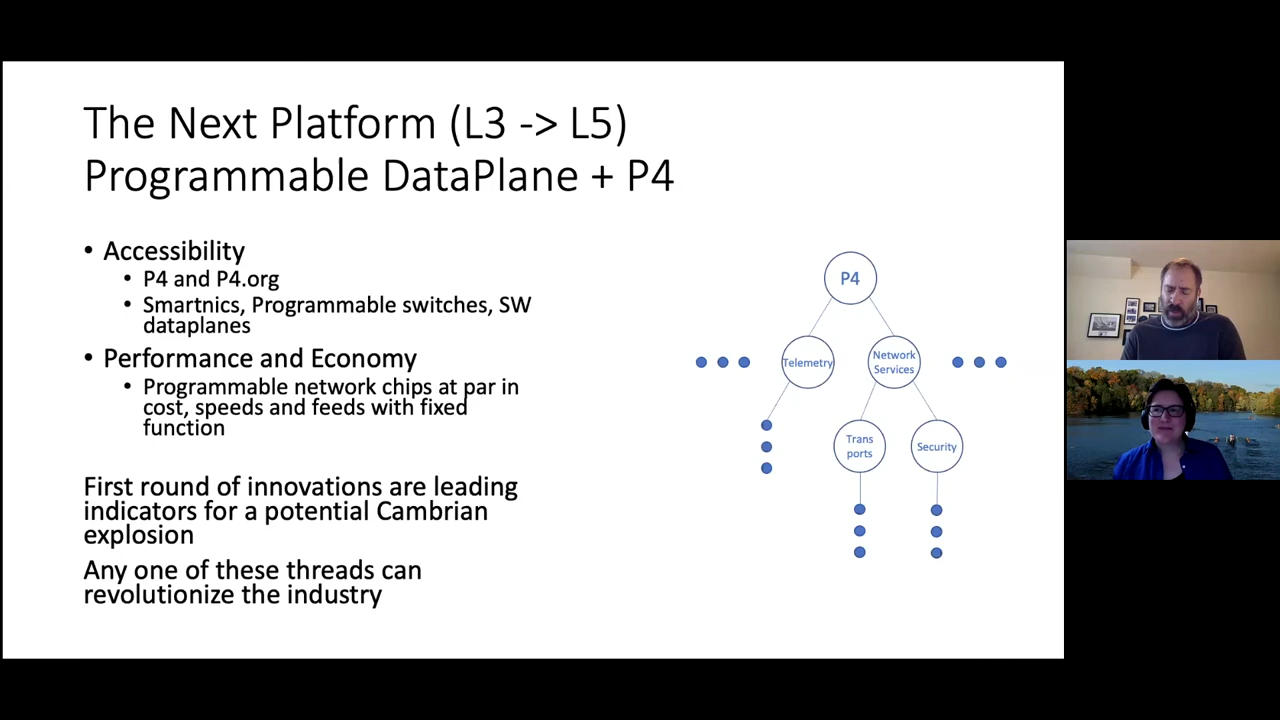 The Next Platform (L3 -> L5)
Programmable DataPlane + P4
• Accessibility
• P4 and P4.org
• Smartnics, Programmable switches, SW
dataplanes
• Performance and Economy
• Programmable network chips at par in
cost, speeds and feeds with fixed
function
First round of innovations are leading
indicators for a potential Cambrian
explosion
Any one of these threads can
revolutionize the industry
P4
Telemetry
Network
Services
Trans
ports
Security